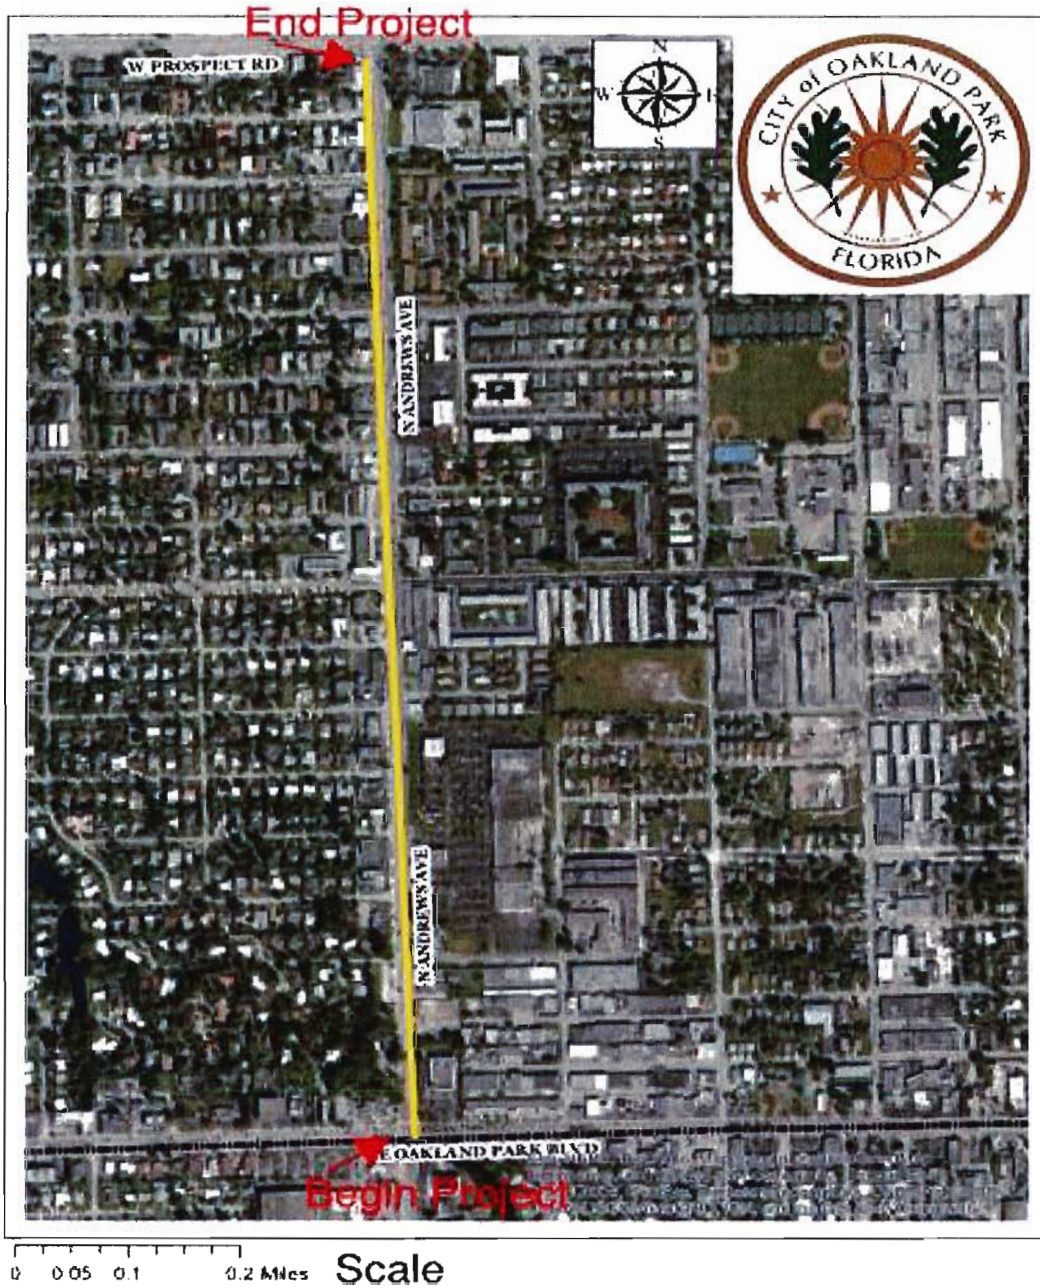 End Project
W PROSPECT RD
N
W
S
CITY of OAKLAND PARK
FLORIDA
N ANDREWS AVE
N ANDREWS AVE
E OAKLAND PARK BLVD
Begin Project
0 0.05 0.1 0.2 Miles
Scale